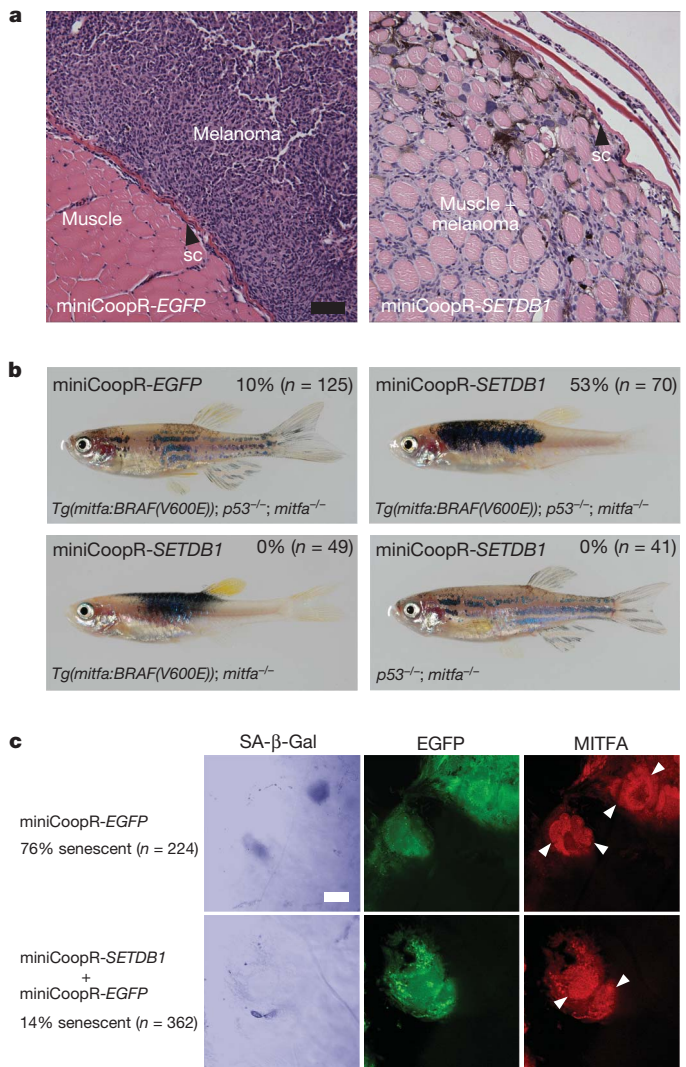 a
Melanoma
Muscle
sc
miniCoopR-EGFP
sc
Muscle +
melanoma
miniCoopR-SETDB1
b
miniCoopR-EGFP 10% (n = 125)
Tg(mitfa:BRAF(V600E)); p53–/–; mitfa–/–
miniCoopR-SETDB1 53% (n = 70)
Tg(mitfa:BRAF(V600E)); p53–/–; mitfa–/–
miniCoopR-SETDB1 0% (n = 49)
Tg(mitfa:BRAF(V600E)); mitfa–/–
miniCoopR-SETDB1 0% (n = 41)
p53–/–; mitfa–/–
c
SA-β-Gal EGFP MITFA
miniCoopR-EGFP
76% senescent (n = 224)
miniCoopR-SETDB1
+
miniCoopR-EGFP
14% senescent (n = 362)